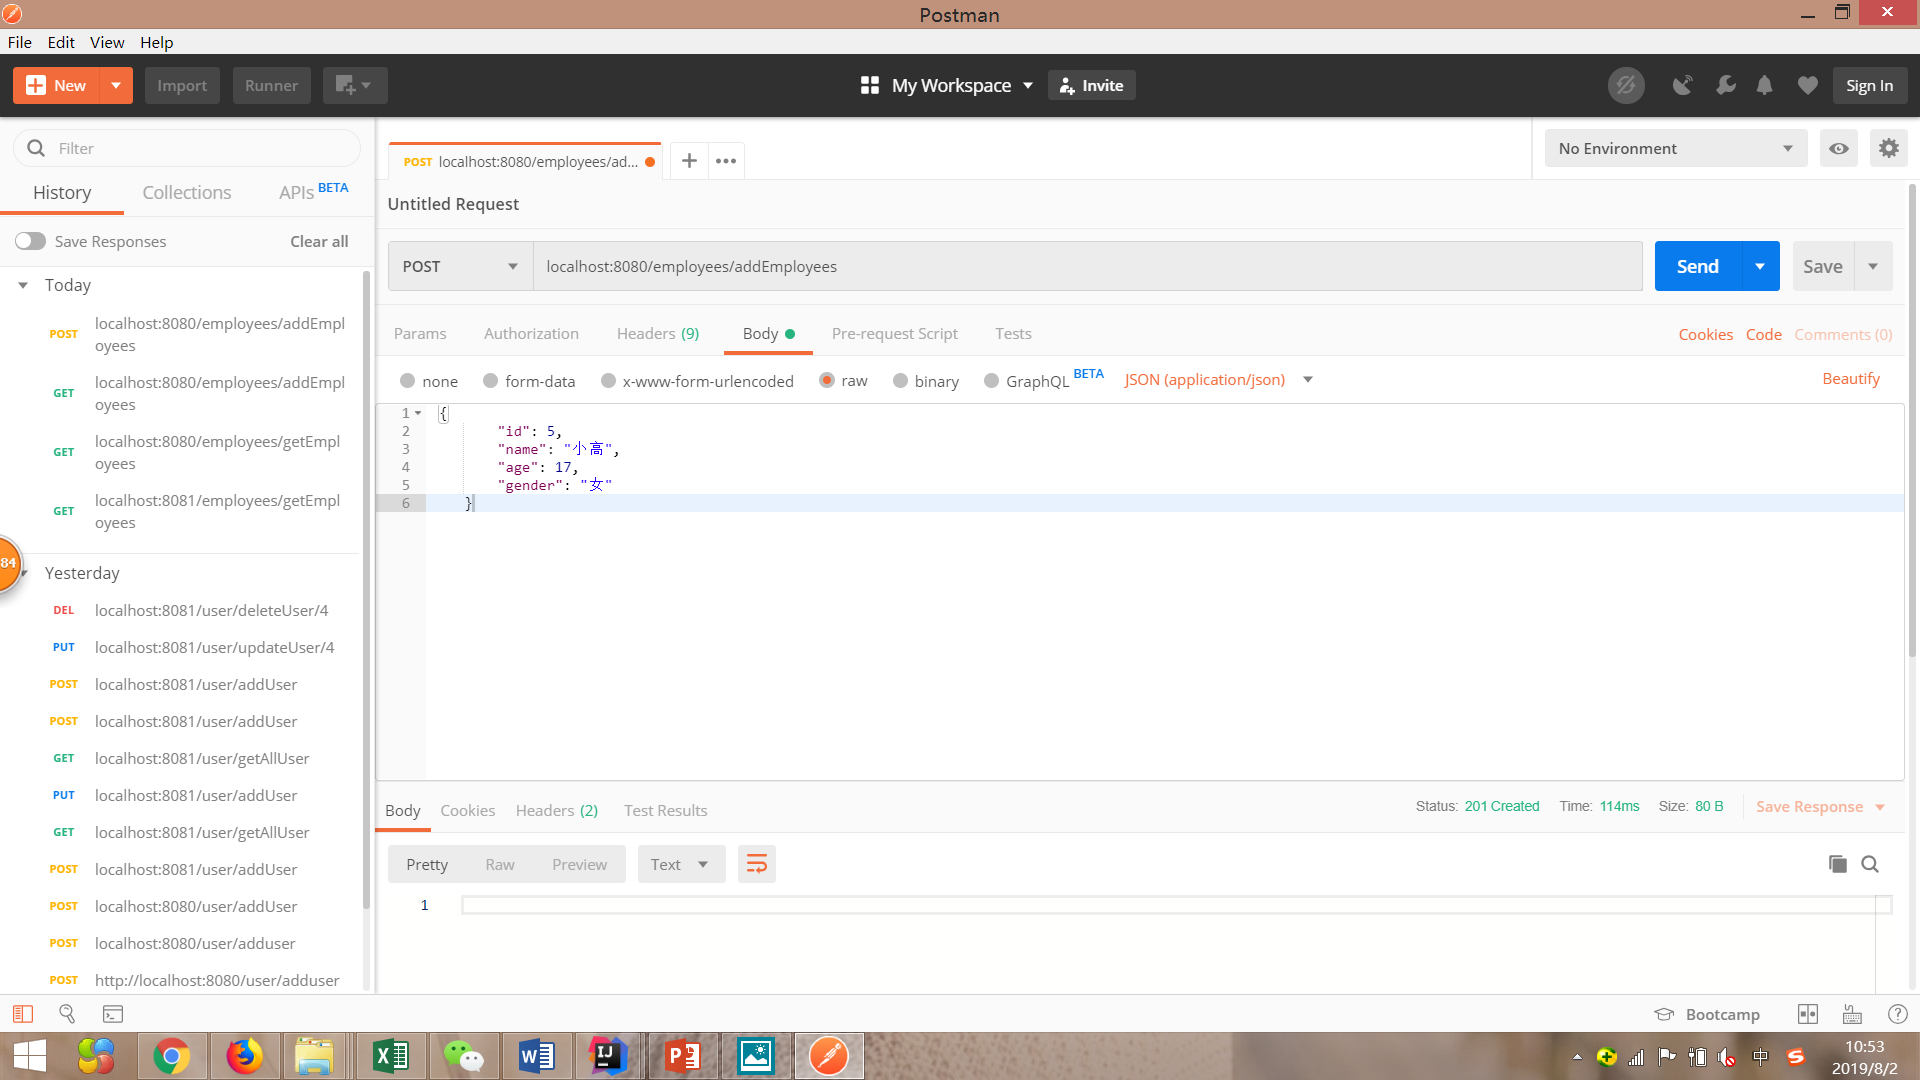 Postman
File Edit View Help
New Import Runner My Workspace Invite Sign In
Filter
History Collections APIs BETA
Save Responses Clear all
Today
POST localhost:8080/employees/addEmpl
oyees
GET localhost:8080/employees/addEmpl
oyees
GET localhost:8080/employees/getEmpl
oyees
GET localhost:8081/employees/getEmpl
oyees
84
Yesterday
DEL localhost:8081/user/deleteUser/4
PUT localhost:8081/user/updateUser/4
POST localhost:8081/user/addUser
POST localhost:8081/user/addUser
GET localhost:8081/user/getAllUser
PUT localhost:8081/user/addUser
GET localhost:8081/user/getAllUser
POST localhost:8081/user/addUser
POST localhost:8080/user/addUser
POST localhost:8080/user/adduser
POST http://localhost:8080/user/adduser
POST localhost:8080/employees/ad...
No Environment
Untitled Request
POST localhost:8080/employees/addEmployees Send Save
Params Authorization Headers (9) Body Pre-request Script Tests Cookies Code Comments (0)
none form-data x-www-form-urlencoded raw binary GraphQL BETA JSON (application/json) Beautify
1 {
2 "id": 5,
3 "name": "小高",
4 "age": 17,
5 "gender": "女"
6 }
Body Cookies Headers (2) Test Results Status: 201 Created Time: 114ms Size: 80 B Save Response
Pretty Raw Preview Text
1
Bootcamp
中
10:53
2019/8/2